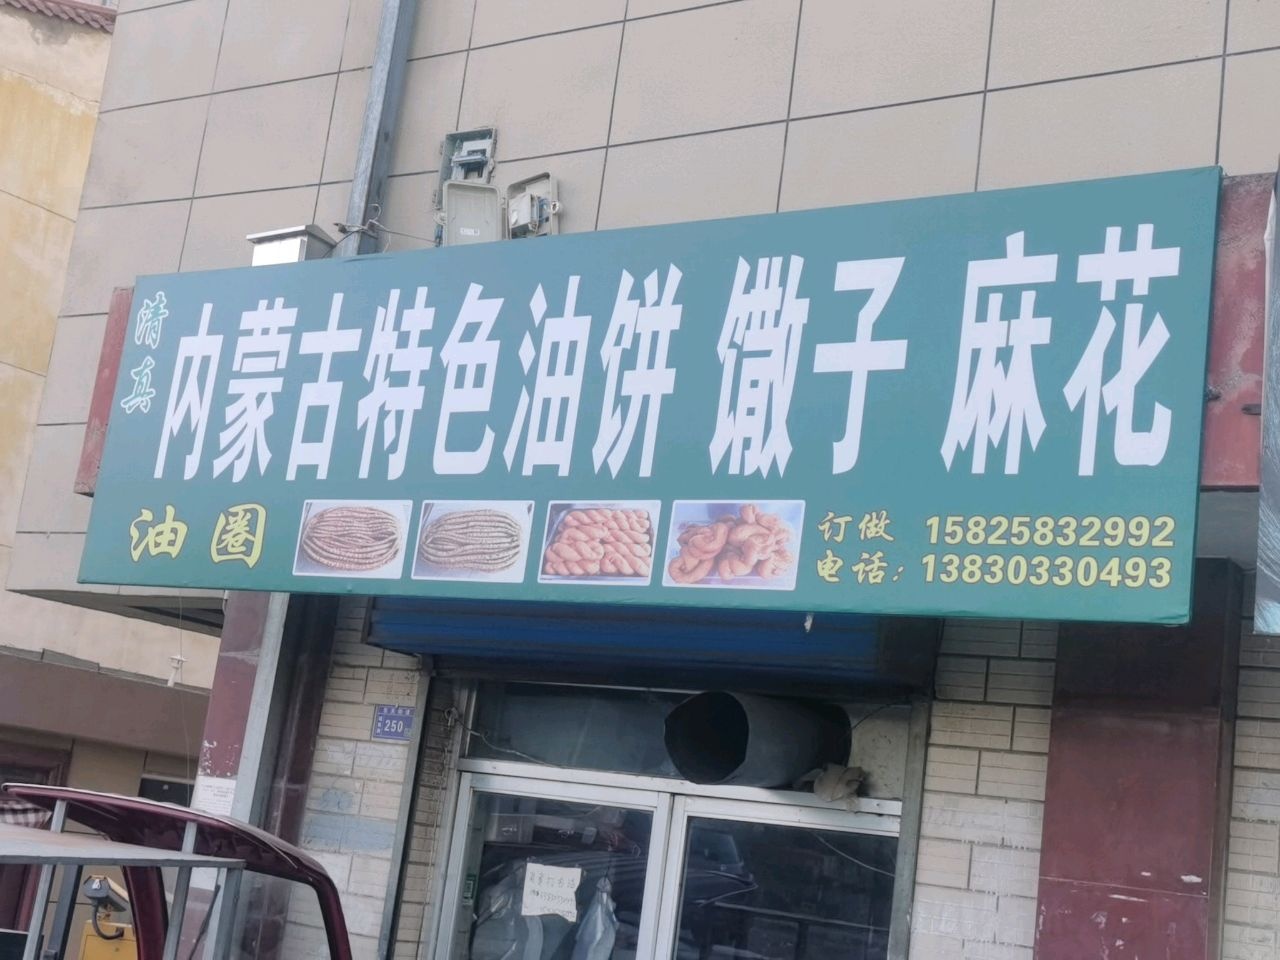 清真
内蒙古特色油饼 馓子 麻花
油圈
订做 15825832992
电话: 13830330493
250